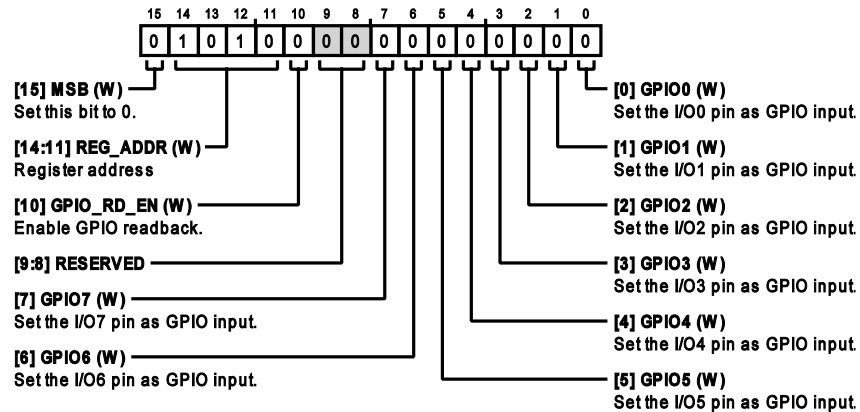 15 14 13 12 11 10 9 8 7 6 5 4 3 2 1 0
0 1 0 1 0 0 0 0 0 0 0 0 0 0 0 0
[15] MSB (W)
Set this bit to 0.
[14:11] REG_ADDR (W)
Register address
[10] GPIO_RD_EN (W)
Enable GPIO readback.
[9:8] RESERVED
[7] GPIO7 (W)
Set the I/O7 pin as GPIO input.
[6] GPIO6 (W)
Set the I/O6 pin as GPIO input.
[0] GPIO0 (W)
Set the I/O0 pin as GPIO input.
[1] GPIO1 (W)
Set the I/O1 pin as GPIO input.
[2] GPIO2 (W)
Set the I/O2 pin as GPIO input.
[3] GPIO3 (W)
Set the I/O3 pin as GPIO input.
[4] GPIO4 (W)
Set the I/O4 pin as GPIO input.
[5] GPIO5 (W)
Set the I/O5 pin as GPIO input.